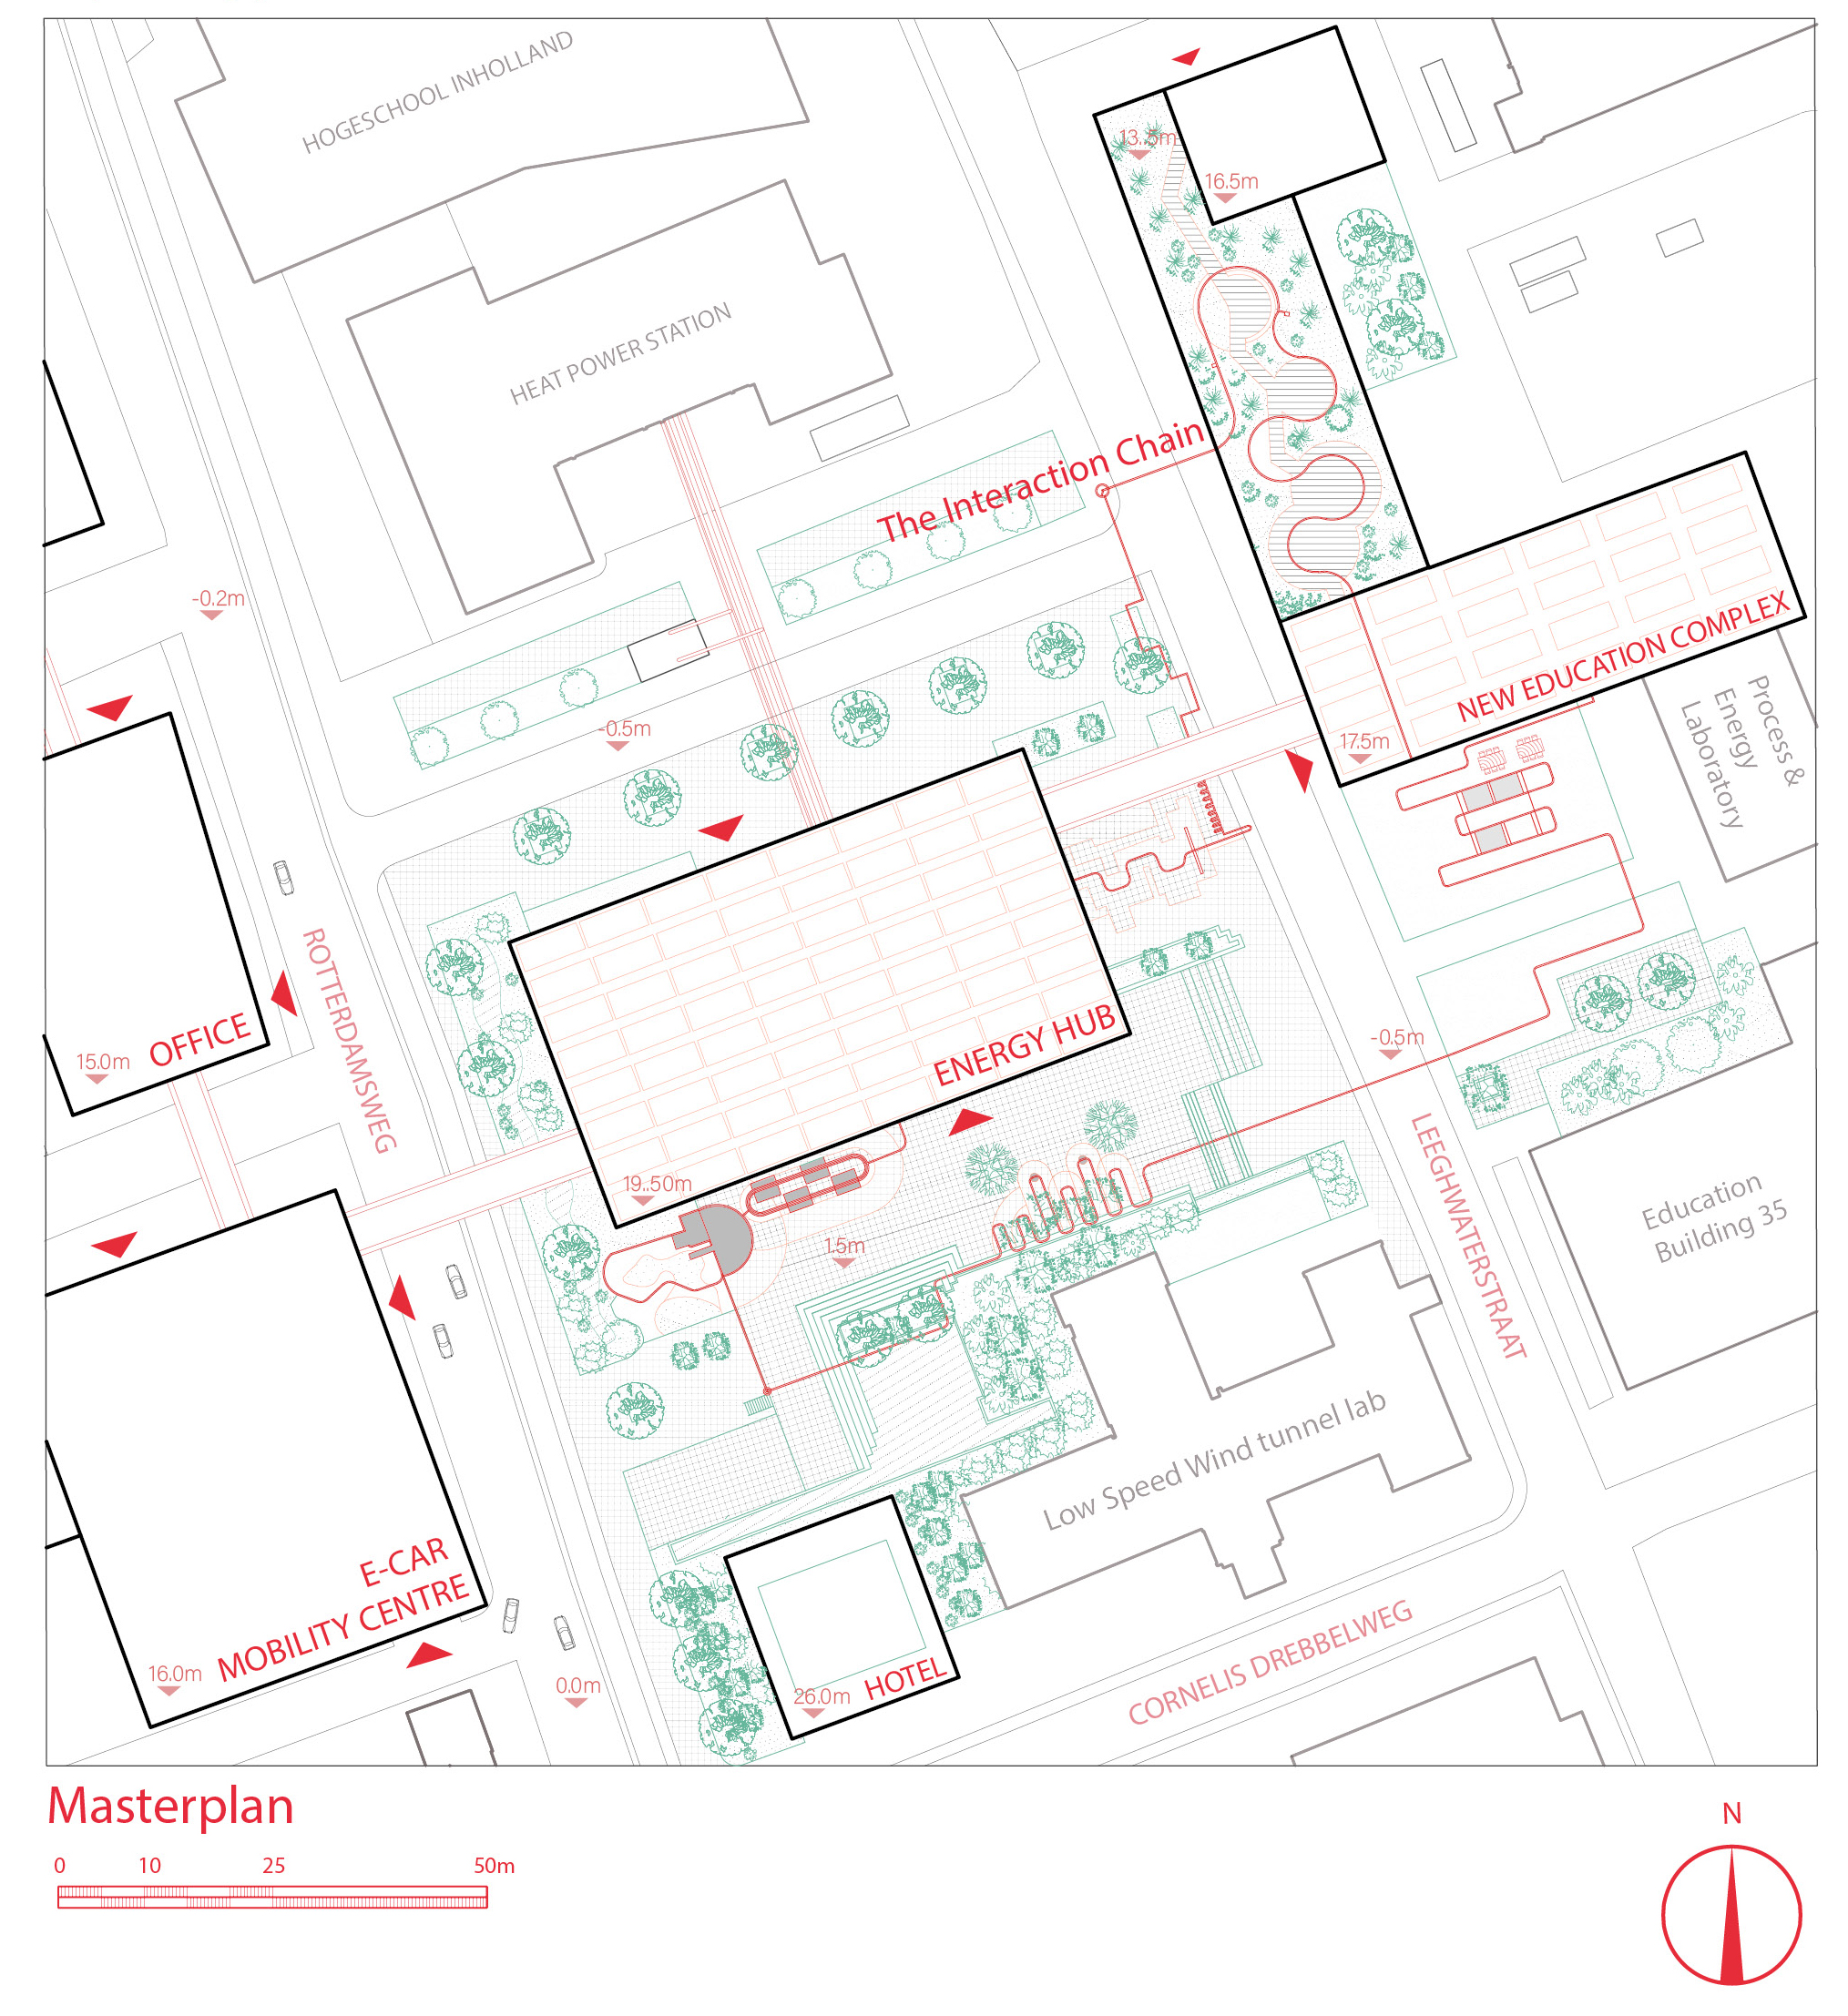 HOGESCHOOL INHOLLAND
13.5m
16.5m
HEAT POWER STATION
The Interaction Chain
-0.2m
NEW EDUCATION COMPLEX
-0.5m
17.5m
Process &
Energy
Laboratory
ROTTERDAMSWEG
OFFICE
15.0m
ENERGY HUB
-0.5m
19..50m
1.5m
LEEGHWATERSTRAAT
Education
Building 35
Low Speed Wind tunnel lab
E-CAR
MOBILITY CENTRE
16.0m
0.0m
HOTEL
26.0m
CORNELIS DREBBELWEG
Masterplan
0 10 25 50m
N